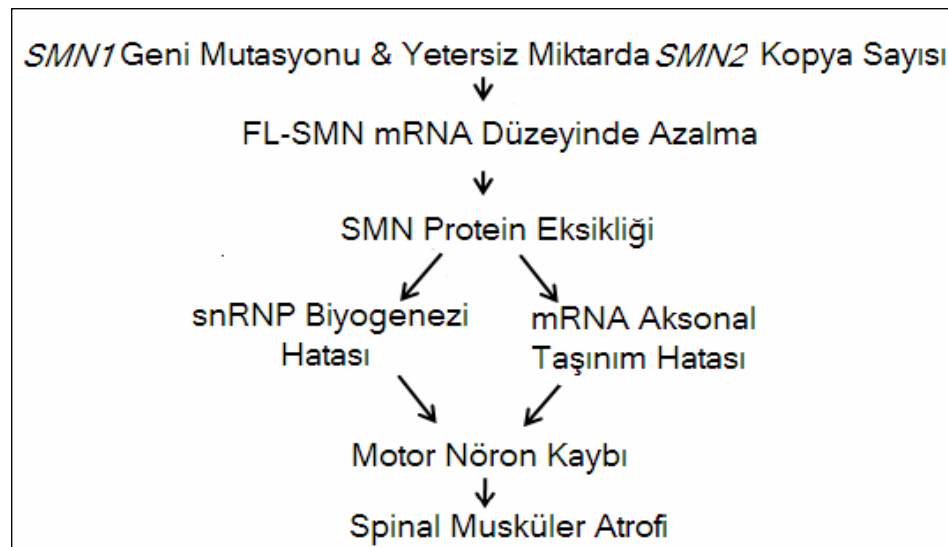 SMN1 Geni Mutasyonu & Yetersiz Miktarda SMN2 Kopya Sayısı
FL-SMN mRNA Düzeyinde Azalma
SMN Protein Eksikliği
snRNP Biyogenezi
Hatası
mRNA Aksonal
Taşınım Hatası
Motor Nöron Kaybı
Spinal Musküler Atrofi